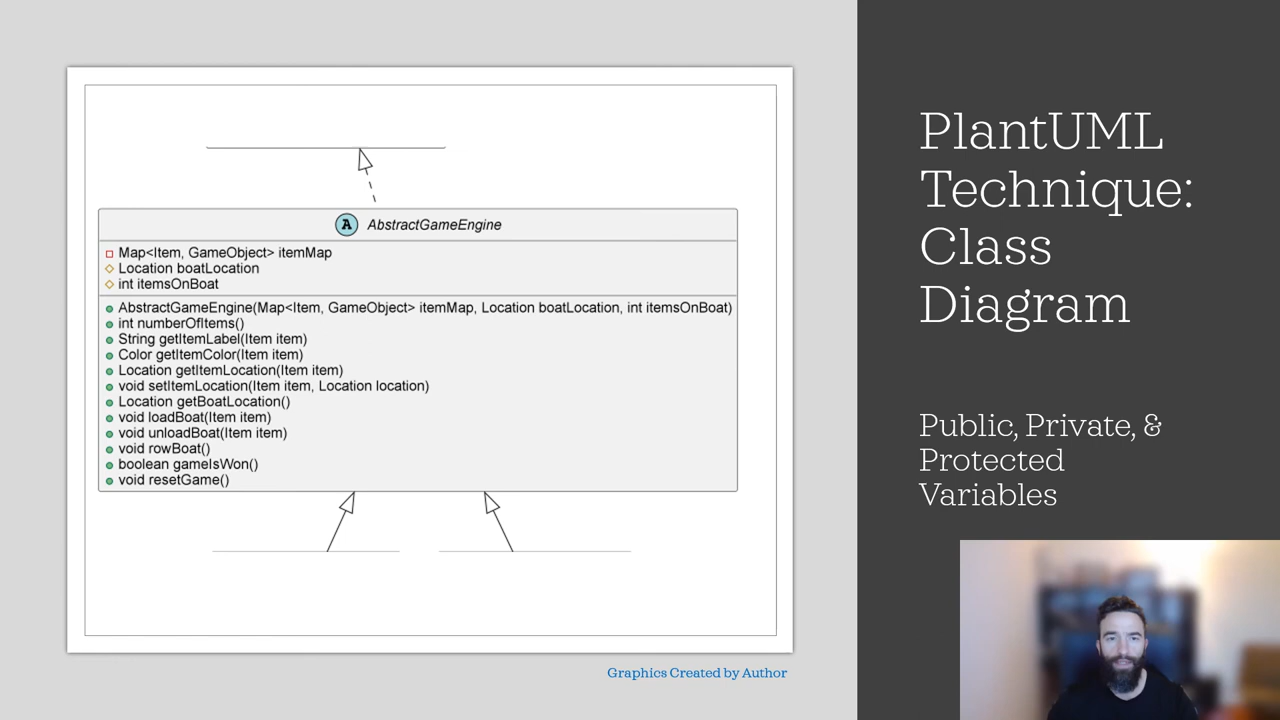 A AbstractGameEngine
Map<Item, GameObject> itemMap
Location boatLocation
int itemsOnBoat
AbstractGameEngine(Map<Item, GameObject> itemMap, Location boatLocation, int itemsOnBoat)
int numberOfItems()
String getItemLabel(Item item)
Color getItemColor(Item item)
Location getItemLocation(Item item)
void setItemLocation(Item item, Location location)
Location getBoatLocation()
void loadBoat(Item item)
void unloadBoat(Item item)
void rowBoat()
boolean gameIsWon()
void resetGame()
Graphics Created by Author
PlantUML
Technique:
Class
Diagram
Public, Private, &
Protected
Variables